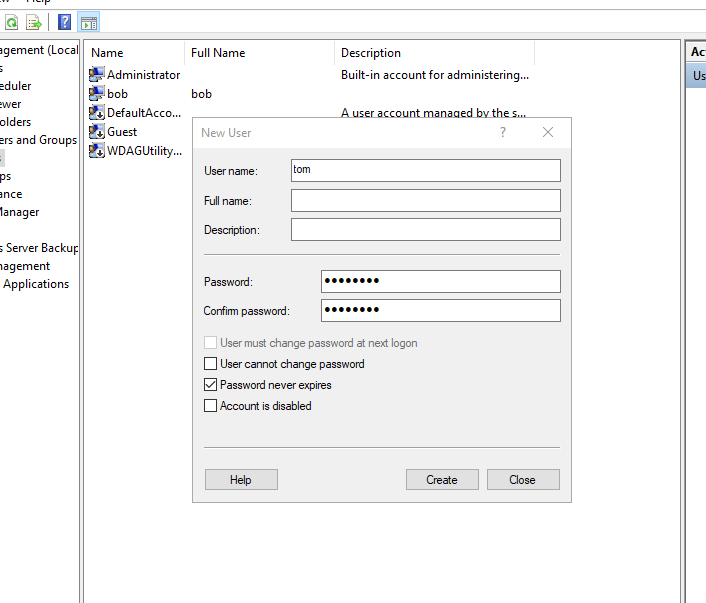 Help
Name Full Name Description
agement (Local
Administrator Built-in account for administering...
bob bob
eduler
DefaultAcco... A user account managed by the s...
ewer
Guest
olders
WDAGUtility...
ers and Groups
ps
ance
Manager
s Server Backup
nagement
Applications
New User
User name: tom
Full name:
Description:
Password: ●●●●●●●●
Confirm password: ●●●●●●●●
User must change password at next logon
User cannot change password
Password never expires
Account is disabled
Help Create Close
Ac
Us